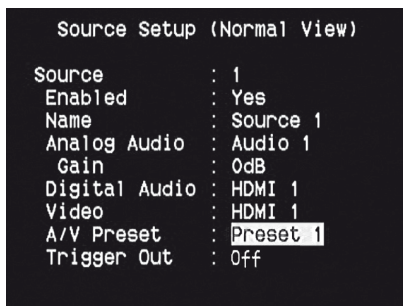 Source Setup (Normal View)
Source : 1
Enabled : Yes
Name : Source 1
Analog Audio : Audio 1
Gain : 0dB
Digital Audio : HDMI 1
Video : HDMI 1
A/V Preset : Preset 1
Trigger Out : Off